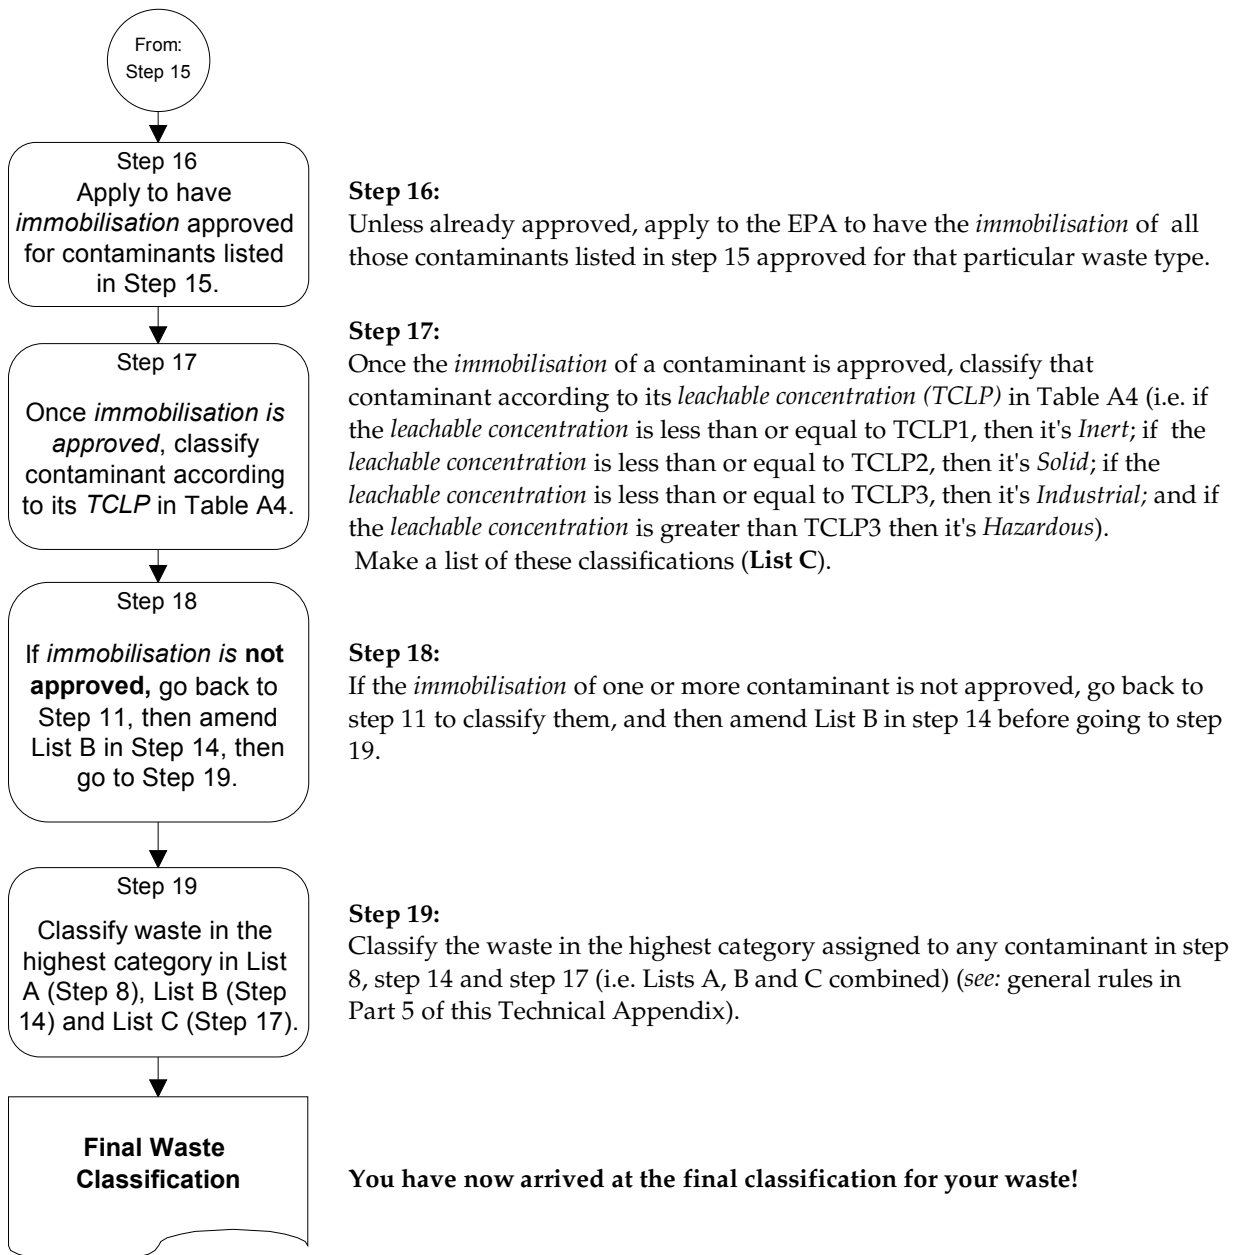 From:
Step 15
Step 16
Apply to have
immobilisation approved
for contaminants listed
in Step 15.
Step 16:
Unless already approved, apply to the EPA to have the immobilisation of all
those contaminants listed in step 15 approved for that particular waste type.
Step 17
Once immobilisation is
approved, classify
contaminant according
to its TCLP in Table A4.
Step 17:
Once the immobilisation of a contaminant is approved, classify that
contaminant according to its leachable concentration (TCLP) in Table A4 (i.e. if
the leachable concentration is less than or equal to TCLP1, then it's Inert; if the
leachable concentration is less than or equal to TCLP2, then it's Solid; if the
leachable concentration is less than or equal to TCLP3, then it's Industrial; and if
the leachable concentration is greater than TCLP3 then it's Hazardous).
Make a list of these classifications (List C).
Step 18
If immobilisation is not
approved, go back to
Step 11, then amend
List B in Step 14, then
go to Step 19.
Step 18:
If the immobilisation of one or more contaminant is not approved, go back to
step 11 to classify them, and then amend List B in step 14 before going to step
19.
Step 19
Classify waste in the
highest category in List
A (Step 8), List B (Step
14) and List C (Step 17).
Step 19:
Classify the waste in the highest category assigned to any contaminant in step
8, step 14 and step 17 (i.e. Lists A, B and C combined) (see: general rules in
Part 5 of this Technical Appendix).
Final Waste
Classification
You have now arrived at the final classification for your waste!